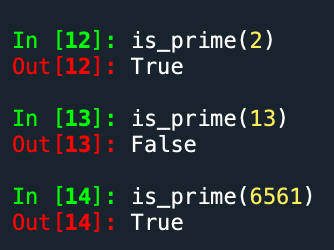 In [12]: is_prime(2)
Out[12]: True
In [13]: is_prime(13)
Out[13]: False
In [14]: is_prime(6561)
Out[14]: True